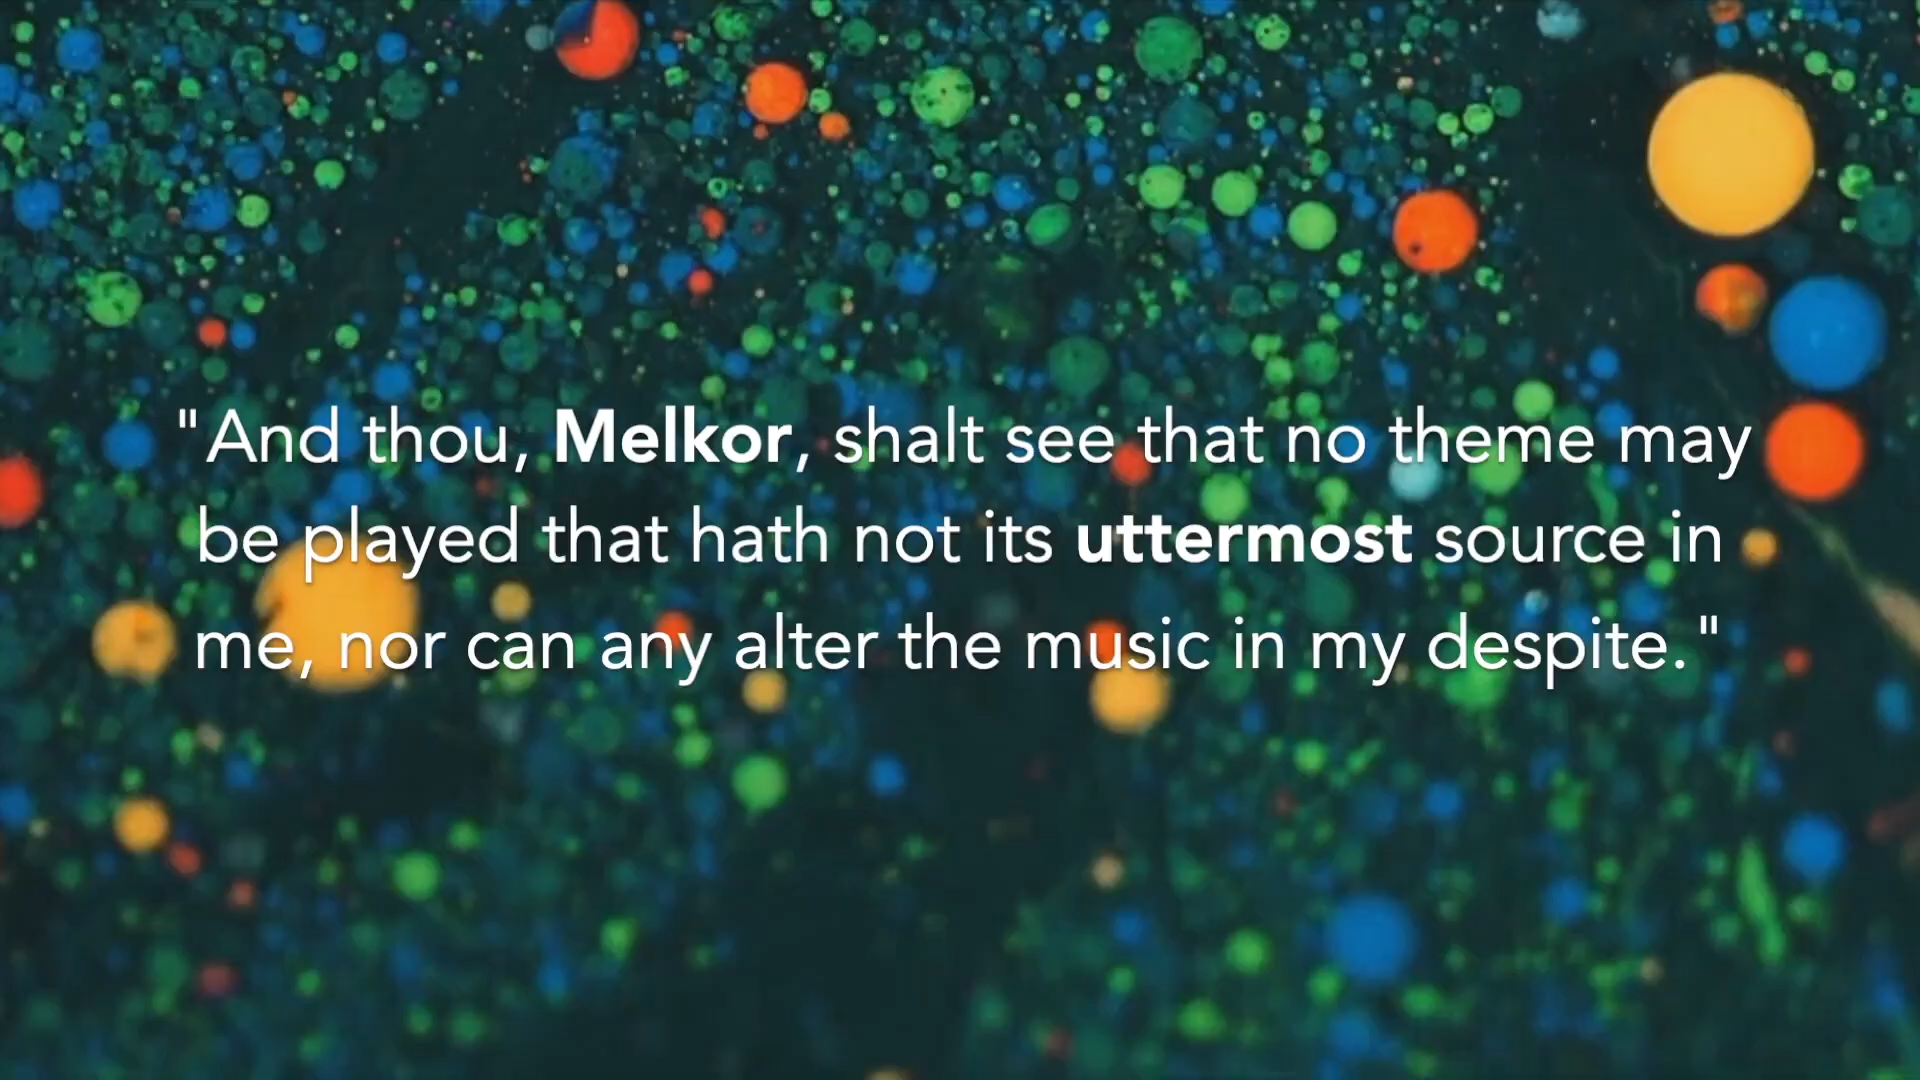 "And thou, Melkor, shalt see that no theme may
be played that hath not its uttermost source in
me, nor can any alter the music in my despite."